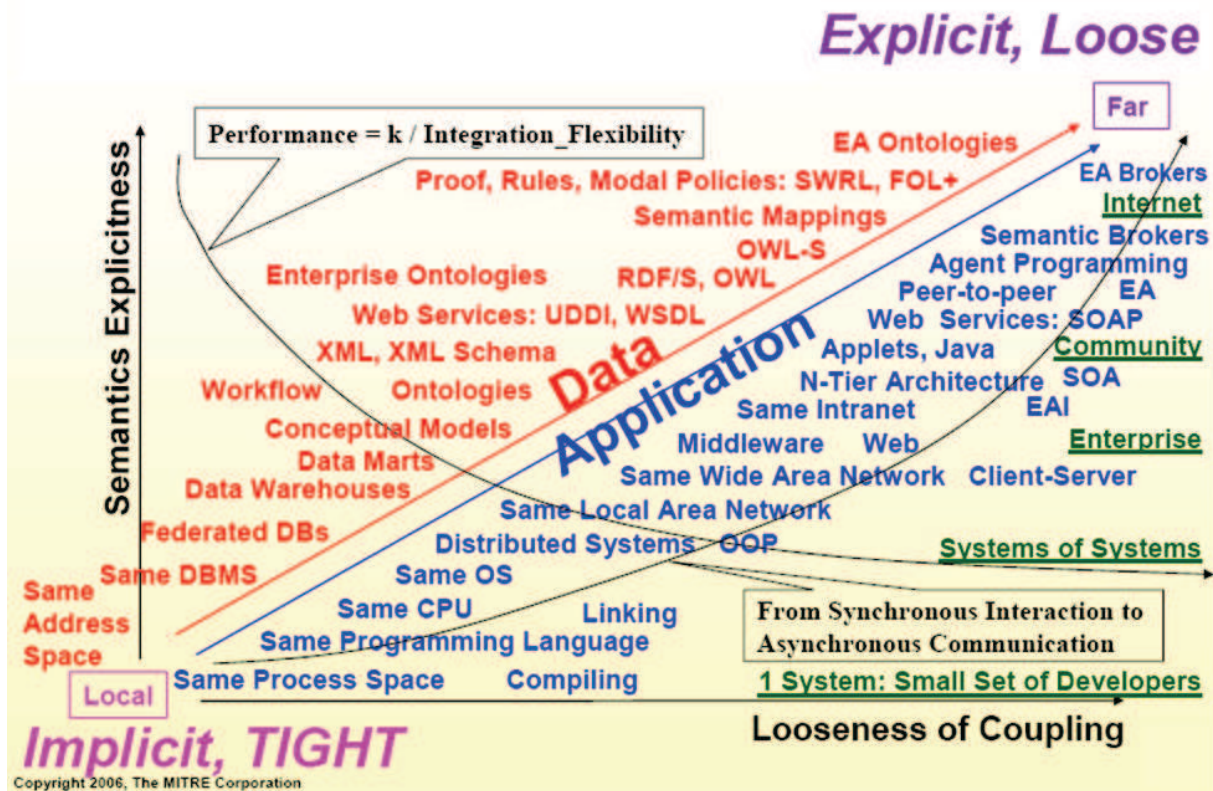 Explicit, Loose
Far
Performance = k / Integration_Flexibility
EA Ontologies
Proof, Rules, Modal Policies: SWRL, FOL+
EA Brokers
Internet
Semantic Mappings
Semantic Brokers
OWL-S
Agent Programming
Enterprise Ontologies
RDF/S, OWL
Peer-to-peer
EA
Web Services: UDDI, WSDL
Web Services: SOAP
XML, XML Schema
Applets, Java
Community
Data
Application
Workflow
Ontologies
N-Tier Architecture
SOA
Same Intranet
EAI
Conceptual Models
Middleware
Web
Enterprise
Data Marts
Same Wide Area Network
Client-Server
Data Warehouses
Same Local Area Network
Federated DBs
Distributed Systems
OOP
Systems of Systems
Same DBMS
Same OS
Same
Address
Space
Same CPU
Linking
From Synchronous Interaction to
Asynchronous Communication
Same Programming Language
Local
Same Process Space
Compiling
1 System: Small Set of Developers
Semantics Explicitness
Looseness of Coupling
Implicit, TIGHT
Copyright 2006, The MITRE Corporation